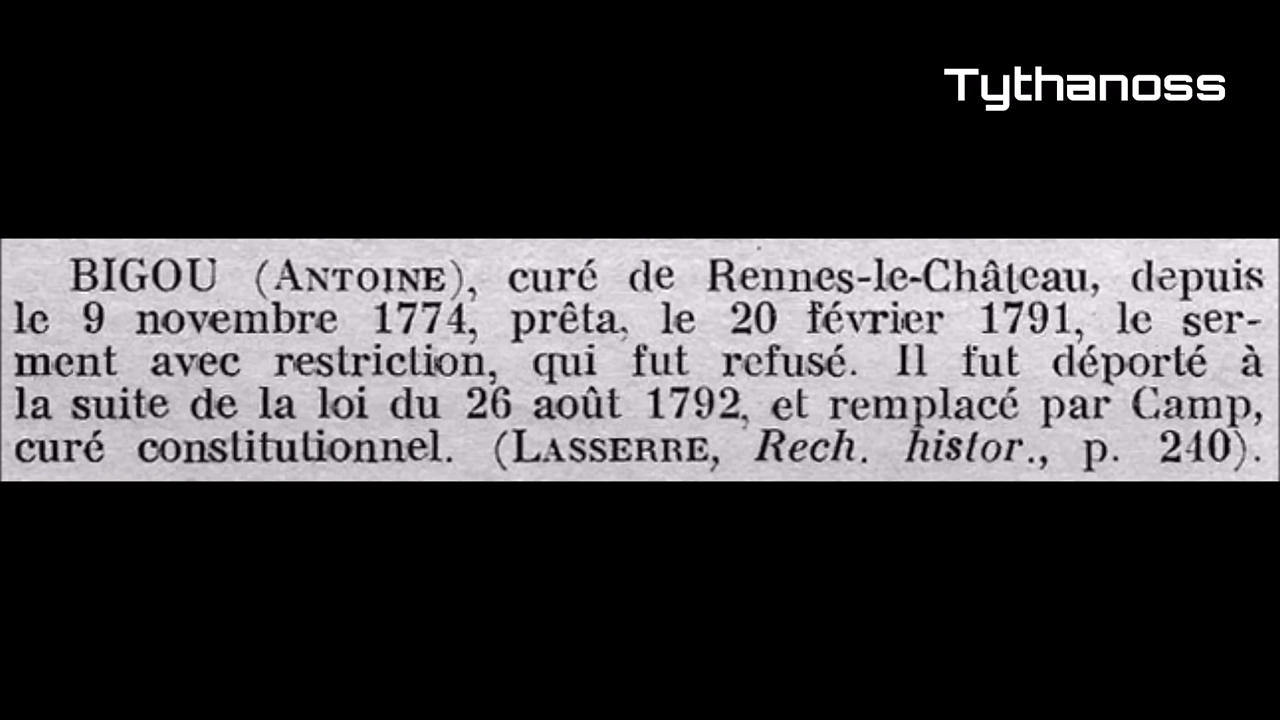 Tythanoss
BIGOU (ANTOINE), curé de Rennes-le-Château, depuis
le 9 novembre 1774, prêta, le 20 février 1791, le ser-
ment avec restriction, qui fut refusé. Il fut déporté à
la suite de la loi du 26 août 1792, et remplacé par Camp,
curé constitutionnel. (LASSERRE, Rech. histor., p. 240).